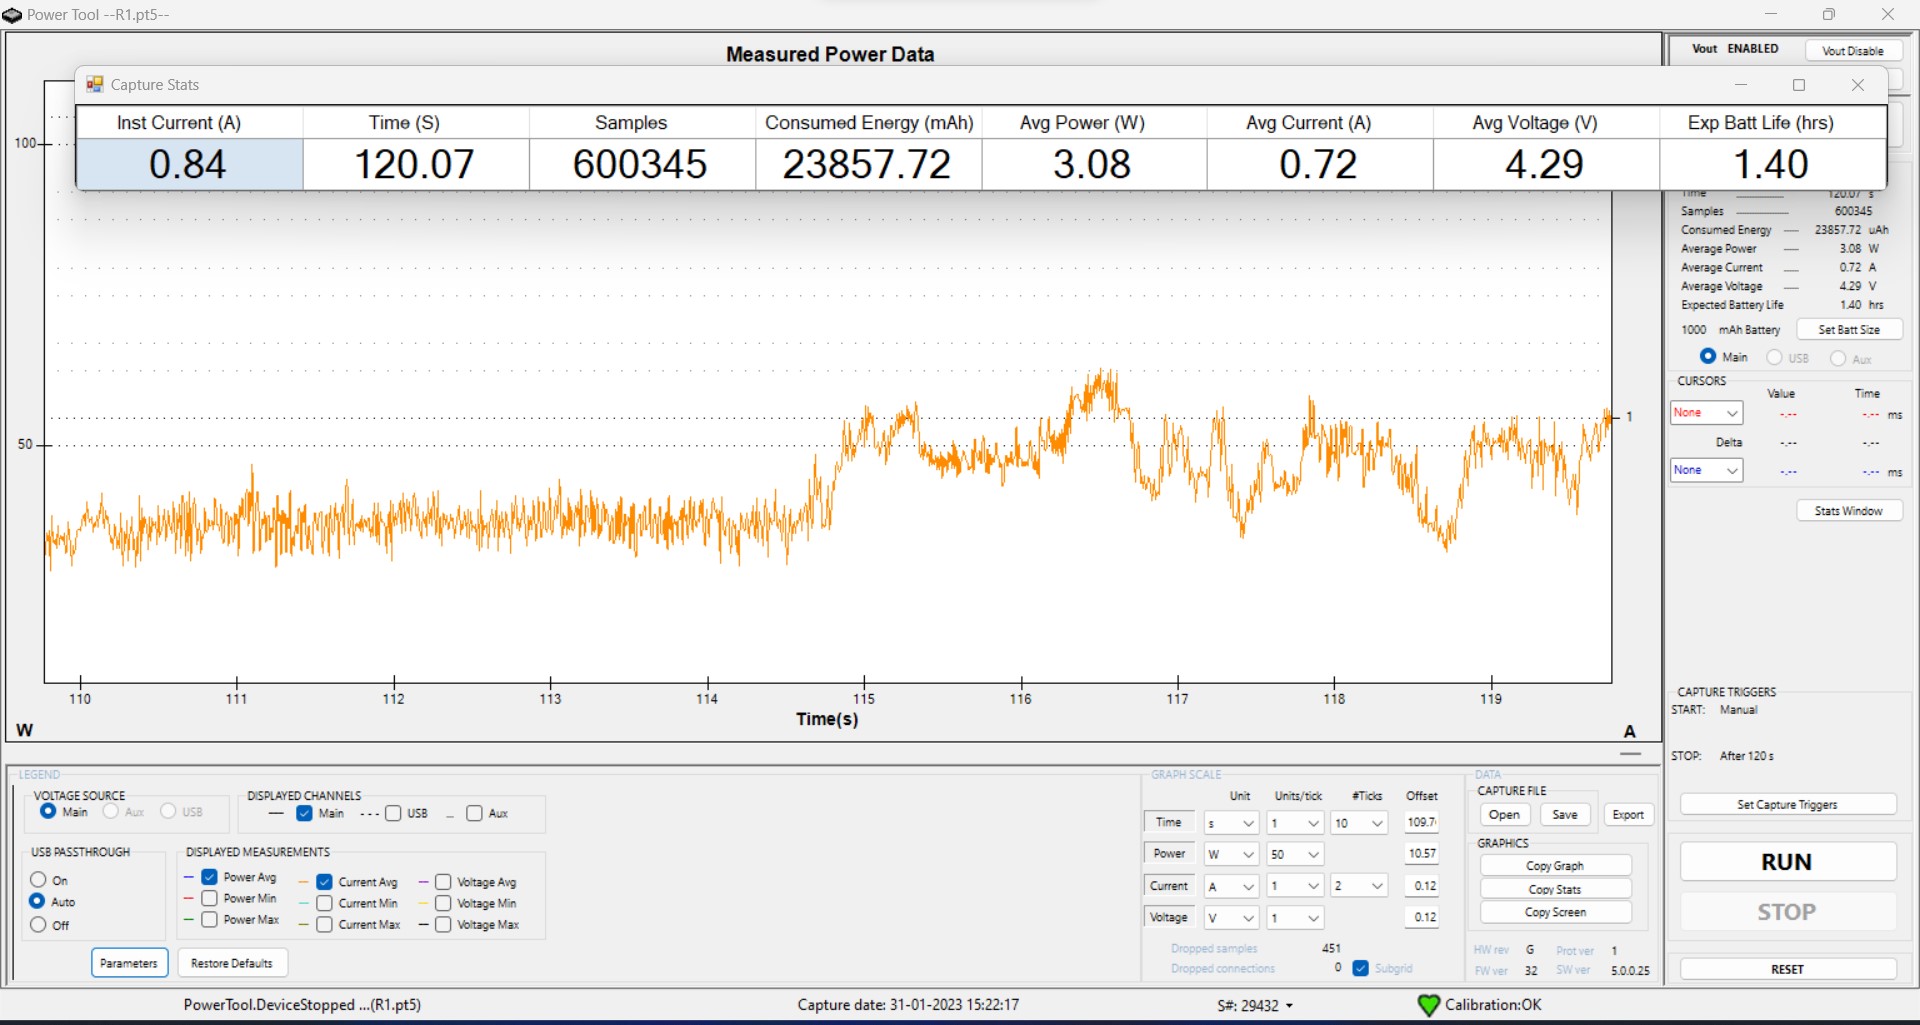 Power Tool --R1.pt5--
Measured Power Data
Vout ENABLED
Vout Disable
Capture Stats
Inst Current (A) Time (S) Samples Consumed Energy (mAh) Avg Power (W) Avg Current (A) Avg Voltage (V) Exp Batt Life (hrs)
0.84 120.07 600345 23857.72 3.08 0.72 4.29 1.40
Time 120.07 s
Samples 600345
Consumed Energy 23857.72 uAh
Average Power 3.08 W
Average Current 0.72 A
Average Voltage 4.29 V
Expected Battery Life 1.40 hrs
1000 mAh Battery Set Batt Size
Main USB Aux
CURSORS
Value Time
None -.-- -.-- ms
Delta -.-- -.--
None -.-- -.-- ms
Stats Window
100
50
1
110 111 112 113 114 115 116 117 118 119
Time(s)
W A
CAPTURE TRIGGERS
START: Manual
STOP: After 120 s
Set Capture Triggers
RUN
STOP
RESET
LEGEND
VOLTAGE SOURCE
Main Aux USB
DISPLAYED CHANNELS
Main USB Aux
USB PASSTHROUGH
On
Auto
Off
DISPLAYED MEASUREMENTS
Power Avg Current Avg Voltage Avg
Power Min Current Min Voltage Min
Power Max Current Max Voltage Max
Parameters Restore Defaults
GRAPH SCALE
Unit Units/tick #Ticks Offset
Time s 1 10 109.7
Power W 50 10.57
Current A 1 2 0.12
Voltage V 1 0.12
Dropped samples 451
Dropped connections 0 Subgrid
DATA
CAPTURE FILE
Open Save Export
GRAPHICS
Copy Graph
Copy Stats
Copy Screen
HW rev G Prot ver 1
FW ver 32 SW ver 5.0.0.25
PowerTool.DeviceStopped ...(R1.pt5) Capture date: 31-01-2023 15:22:17 S#: 29432 Calibration:OK